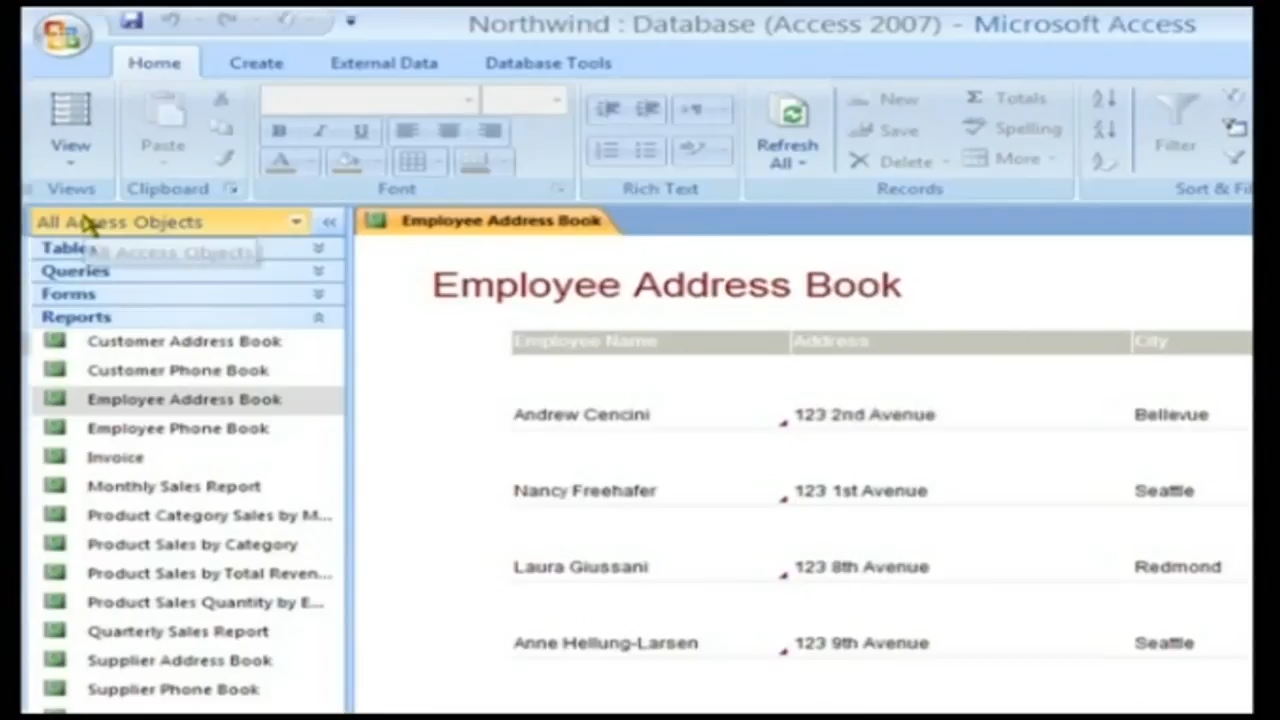 Northwind : Database (Access 2007) - Microsoft Access
Home Create External Data Database Tools
View Paste B I U Refresh All New Save Delete Σ Totals Spelling More Filter
Views Clipboard Font Rich Text Records Sort & Fil
All Access Objects
All Access Objects
Tables
Queries
Forms
Reports
Customer Address Book
Customer Phone Book
Employee Address Book
Employee Phone Book
Invoice
Monthly Sales Report
Product Category Sales by M...
Product Sales by Category
Product Sales by Total Reven...
Product Sales Quantity by E...
Quarterly Sales Report
Supplier Address Book
Supplier Phone Book
Employee Address Book
Employee Address Book
Employee Name Address City
Andrew Cencini 123 2nd Avenue Bellevue
Nancy Freehafer 123 1st Avenue Seattle
Laura Giussani 123 8th Avenue Redmond
Anne Hellung-Larsen 123 9th Avenue Seattle